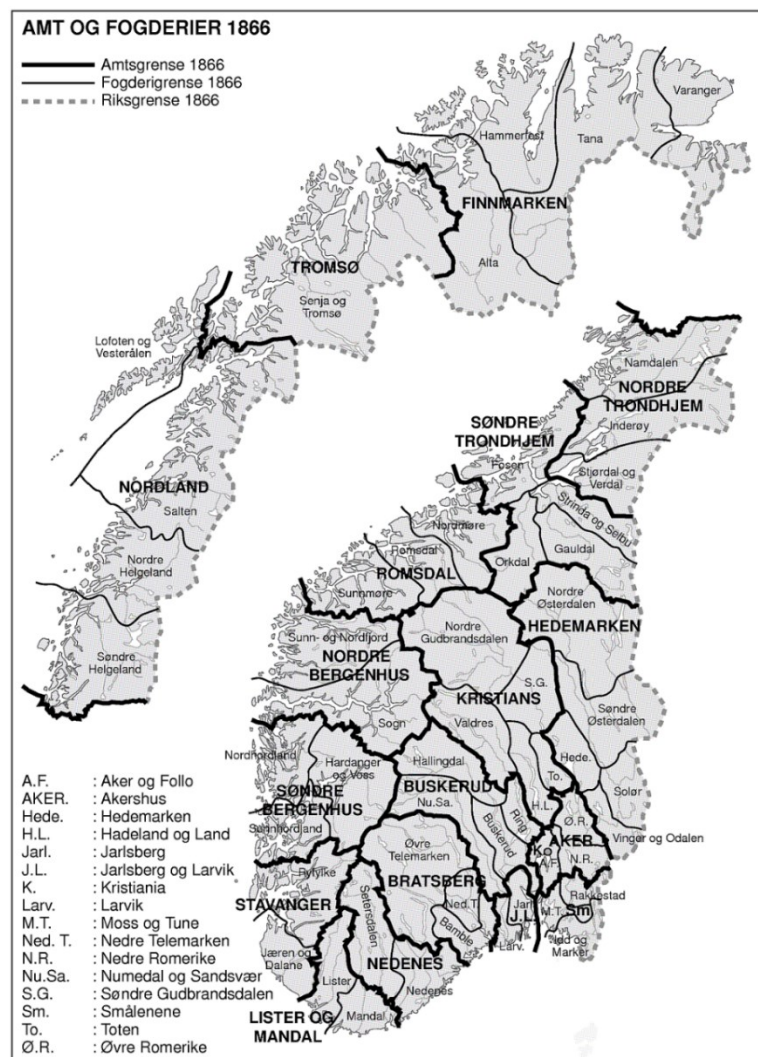 AMT OG FOGDERIER 1866
Amtsgrense 1866
Fogderigrense 1866
Riksgrense 1866
Varanger
Hammerfest
Tana
FINNMARKEN
Alta
TROMSØ
Senja og
Tromsø
Lofoten og
Vesterålen
NORDLAND
Salten
Nordre
Helgeland
Søndre
Helgeland
Namdalen
NORDRE
TRONDHJEM
Inderøy
SØNDRE
TRONDHJEM
Fosen
Stjørdal og
Verdal
Strinda og Selbu
Nordmøre
Orkdal
Gauldal
Romsdal
ROMSDAL
Sunnmøre
Nordre
Østerdalen
HEDEMARKEN
Nordre
Gudbrandsdalen
Sunn- og Nordfjord
NORDRE
BERGENHUS
S.G.
KRISTIANS
Søndre
Østerdalen
Sogn
Valdres
Nordhordland
Hardanger
og Voss
Hallingdal
Hede.
To.
Solør
SØNDRE
BERGENHUS
BUSKERUD
Nu.Sa.
Ring.
H.L.
Ø.R.
Sunnhordland
Buskerud
Vinger og Odalen
AKER.
Ko
A.F.
N.R.
Øvre
Telemarken
BRATSBERG
Ryfylke
STAVANGER
Setersdalen
Ned.T.
Jarl.
J.L.
Rakkestad
M.T.
Sm.
Bamble
Larv.
Idd og
Marker
Jæren og
Dalane
NEDENES
Lister
Nedenes
LISTER OG
MANDAL
Mandal
A.F. : Aker og Follo
AKER. : Akershus
Hede. : Hedemarken
H.L. : Hadeland og Land
Jarl. : Jarlsberg
J.L. : Jarlsberg og Larvik
K. : Kristiania
Larv. : Larvik
M.T. : Moss og Tune
Ned. T. : Nedre Telemarken
N.R. : Nedre Romerike
Nu.Sa. : Numedal og Sandsvær
S.G. : Søndre Gudbrandsdalen
Sm. : Smålenene
To. : Toten
Ø.R. : Øvre Romerike